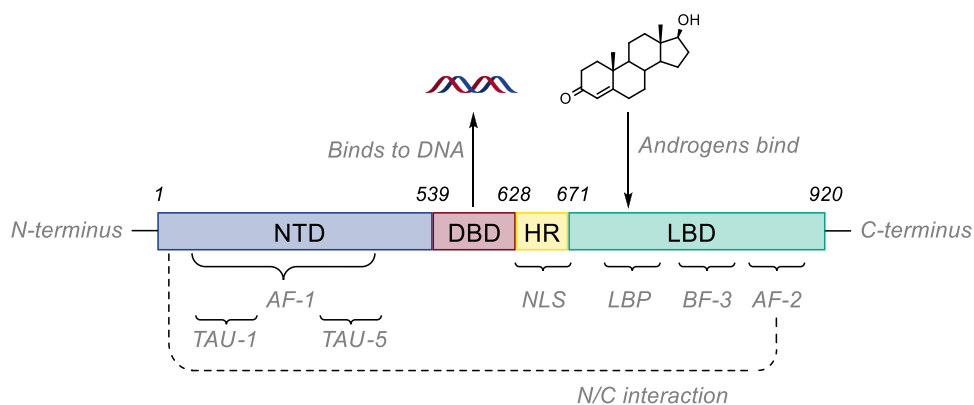 OH
O
Binds to DNA
Androgens bind
1 539 628 671 920
N-terminus NTD DBD HR LBD C-terminus
AF-1 NLS LBP BF-3 AF-2
TAU-1 TAU-5
N/C interaction